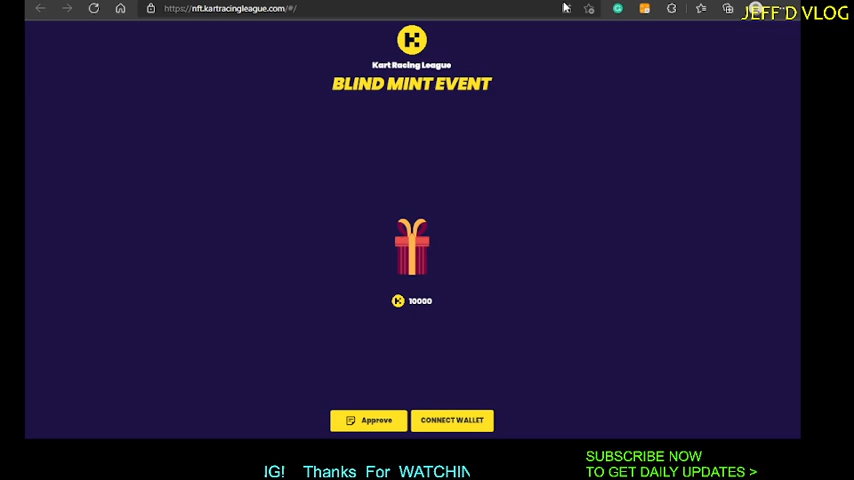 https://nft.kartracingleague.com/#/
JEFF D VLOG
Kart Racing League
BLIND MINT EVENT
10000
Approve
CONNECT WALLET
IG! Thanks For WATCHIN
SUBSCRIBE NOW
TO GET DAILY UPDATES >